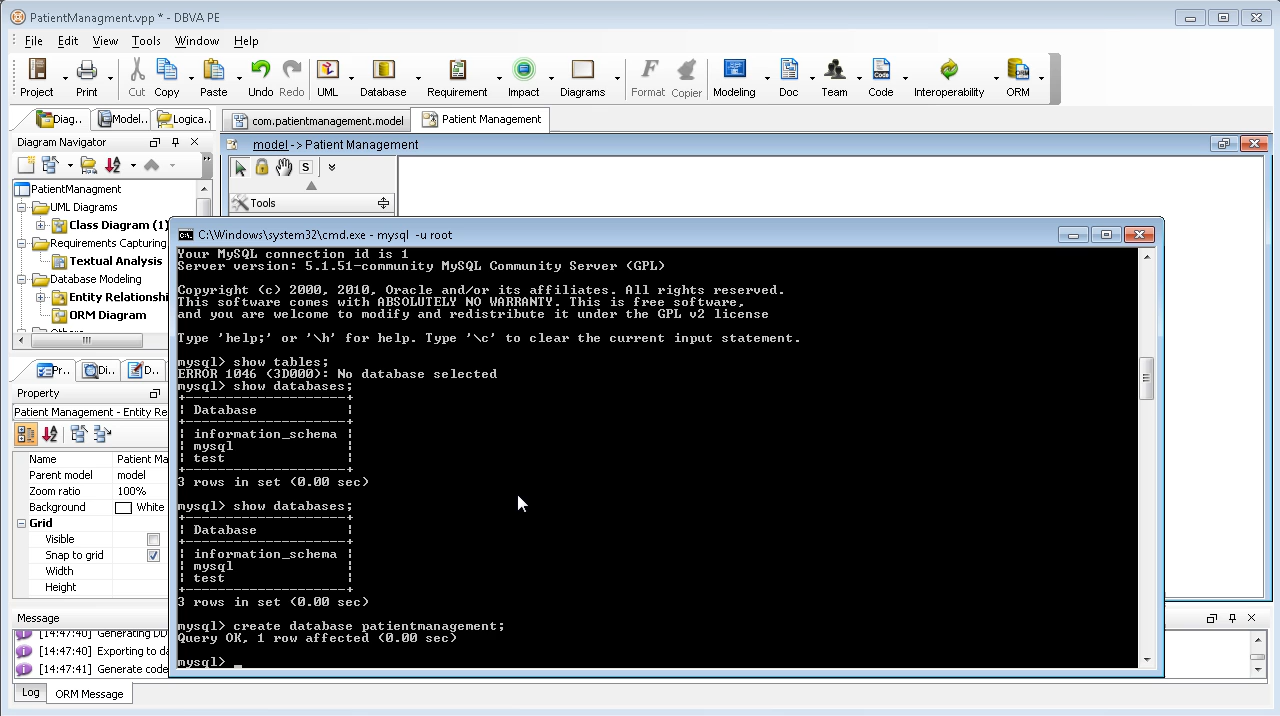 PatientManagment.vpp * - DBVA PE
File Edit View Tools Window Help
Project Print Cut Copy Paste Undo Redo UML Database Requirement Impact Diagrams Format Copier Modeling Doc Team Code Interoperability ORM
Diag.. Model.. Logica.. com.patientmanagement.model Patient Management
Diagram Navigator
model -> Patient Management
S
Tools
PatientManagment
UML Diagrams
Class Diagram (1)
Requirements Capturing
Textual Analysis
Database Modeling
Entity Relationshi
ORM Diagram
Pr.. Di.. D..
Property
Patient Management - Entity Re
Name Patient Ma
Parent model model
Zoom ratio 100%
Background White
Grid
Visible
Snap to grid
Width
Height
C:\Windows\system32\cmd.exe - mysql -u root
Your MySQL connection id is 1
Server version: 5.1.51-community MySQL Community Server (GPL)
Copyright (c) 2000, 2010, Oracle and/or its affiliates. All rights reserved.
This software comes with ABSOLUTELY NO WARRANTY. This is free software,
and you are welcome to modify and redistribute it under the GPL v2 license
Type 'help;' or '\h' for help. Type '\c' to clear the current input statement.
mysql> show tables;
ERROR 1046 (3D000): No database selected
mysql> show databases;
+--------------------+
| Database           |
+--------------------+
| information_schema |
| mysql              |
| test               |
+--------------------+
3 rows in set (0.00 sec)
mysql> show databases;
+--------------------+
| Database           |
+--------------------+
| information_schema |
| mysql              |
| test               |
+--------------------+
3 rows in set (0.00 sec)
mysql> create database patientmanagement;
Query OK, 1 row affected (0.00 sec)
mysql> _
Message
[14:47:40] Generating DD
[14:47:40] Exporting to da
[14:47:41] Generate code
Log ORM Message